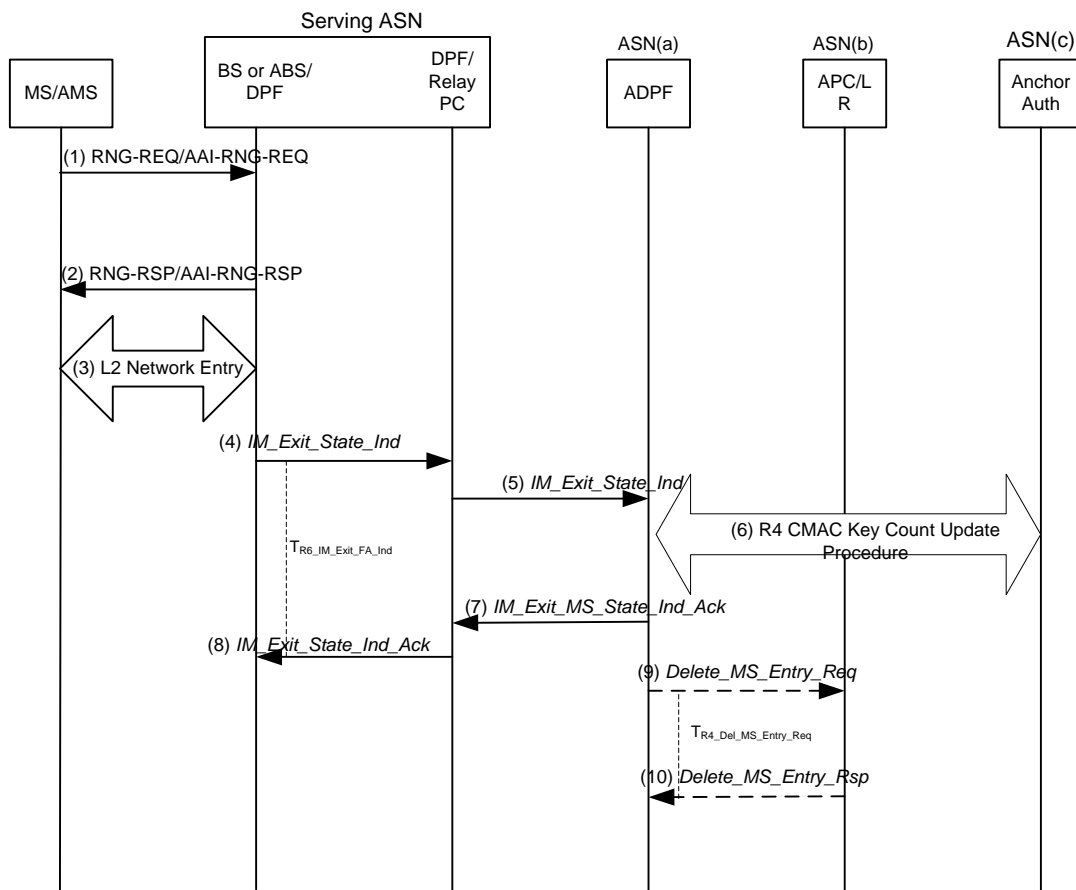 Serving ASN
ASN(a)
ASN(b)
ASN(c)
MS/AMS
BS or ABS/
DPF
DPF/
Relay
PC
ADPF
APC/L
R
Anchor
Auth
(1) RNG-REQ/AAI-RNG-REQ
(2) RNG-RSP/AAI-RNG-RSP
(3) L2 Network Entry
(4) IM_Exit_State_Ind
(5) IM_Exit_State_Ind
(6) R4 CMAC Key Count Update
Procedure
TR6_IM_Exit_FA_Ind
(7) IM_Exit_MS_State_Ind_Ack
(8) IM_Exit_State_Ind_Ack
(9) Delete_MS_Entry_Req
TR4_Del_MS_Entry_Req
(10) Delete_MS_Entry_Rsp